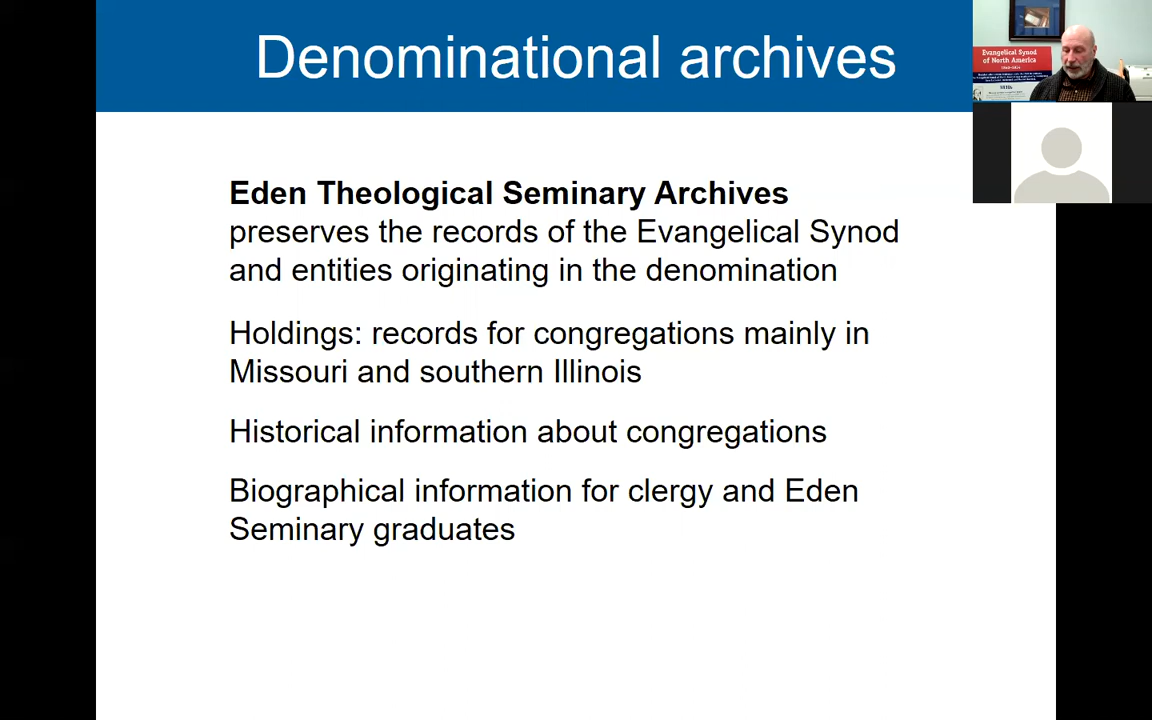 Denominational archives
Evangelical Synod
of North America
Eden Theological Seminary Archives
preserves the records of the Evangelical Synod
and entities originating in the denomination
Holdings: records for congregations mainly in
Missouri and southern Illinois
Historical information about congregations
Biographical information for clergy and Eden
Seminary graduates